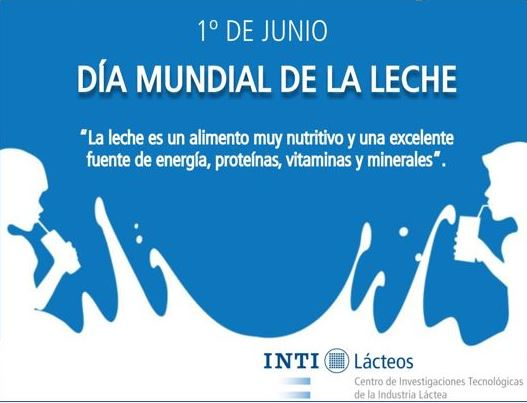 1º DE JUNIO
DÍA MUNDIAL DE LA LECHE
“La leche es un alimento muy nutritivo y una excelente
fuente de energía, proteínas, vitaminas y minerales”.
INTI Lácteos
Centro de Investigaciones Tecnológicas
de la Industria Láctea